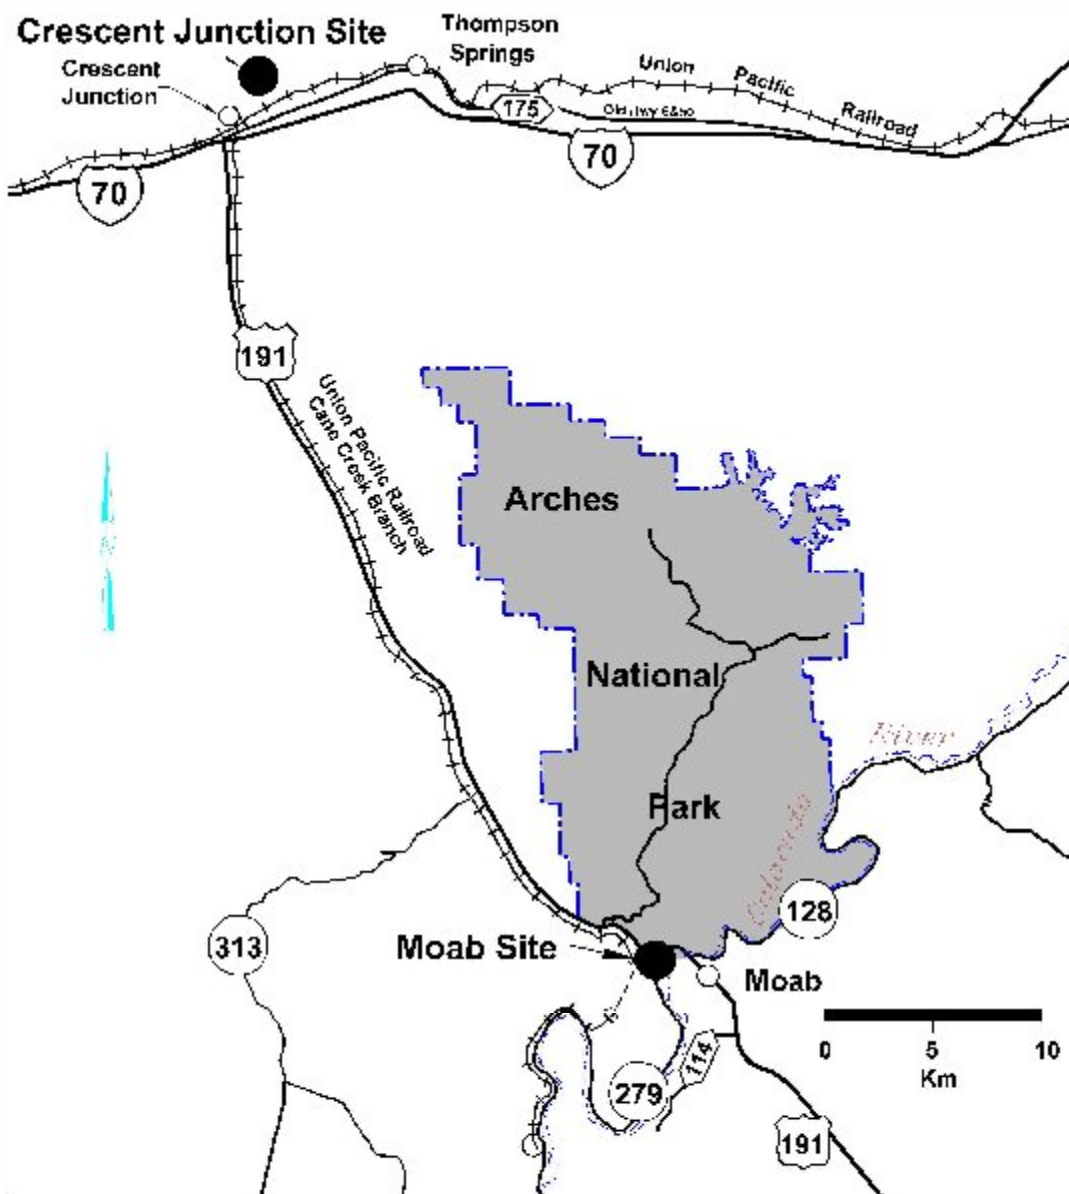 Crescent Junction Site
Thompson
Springs
Crescent
Junction
Union
Pacific
Railroad
175
70
70
191
Union Pacific Railroad
Cane Creek Branch
N
Arches
National
Park
River
Colorado
128
313
Moab Site
Moab
114
279
191
0
5
10
Km